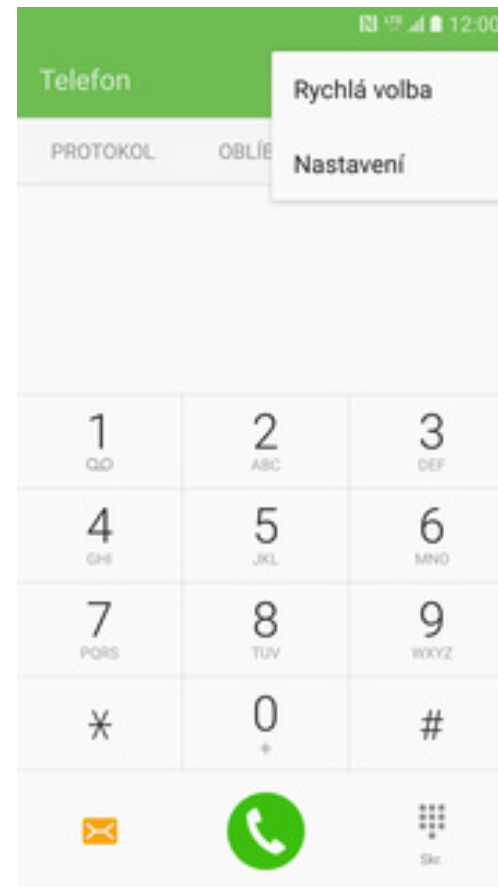 12:00
Telefon
Rychlá volba
PROTOKOL
Nastavení
1 2 3
ABC DEF
4 5 6
GHI JKL MNO
7 8 9
PQRS TUV WXYZ
* 0 #
+
Skr.